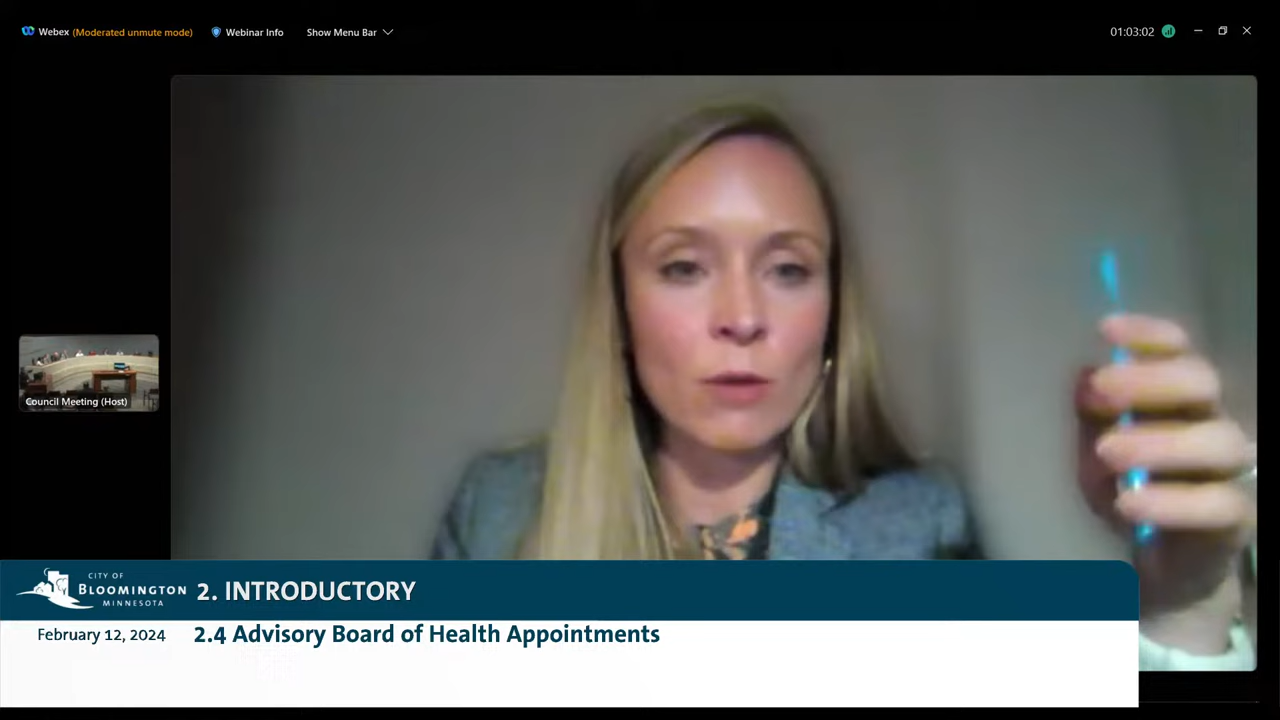 Webex (Moderated unmute mode) Webinar Info Show Menu Bar 01:03:02
Council Meeting (Host)
CITY OF
BLOOMINGTON
MINNESOTA
2. INTRODUCTORY
February 12, 2024
2.4 Advisory Board of Health Appointments